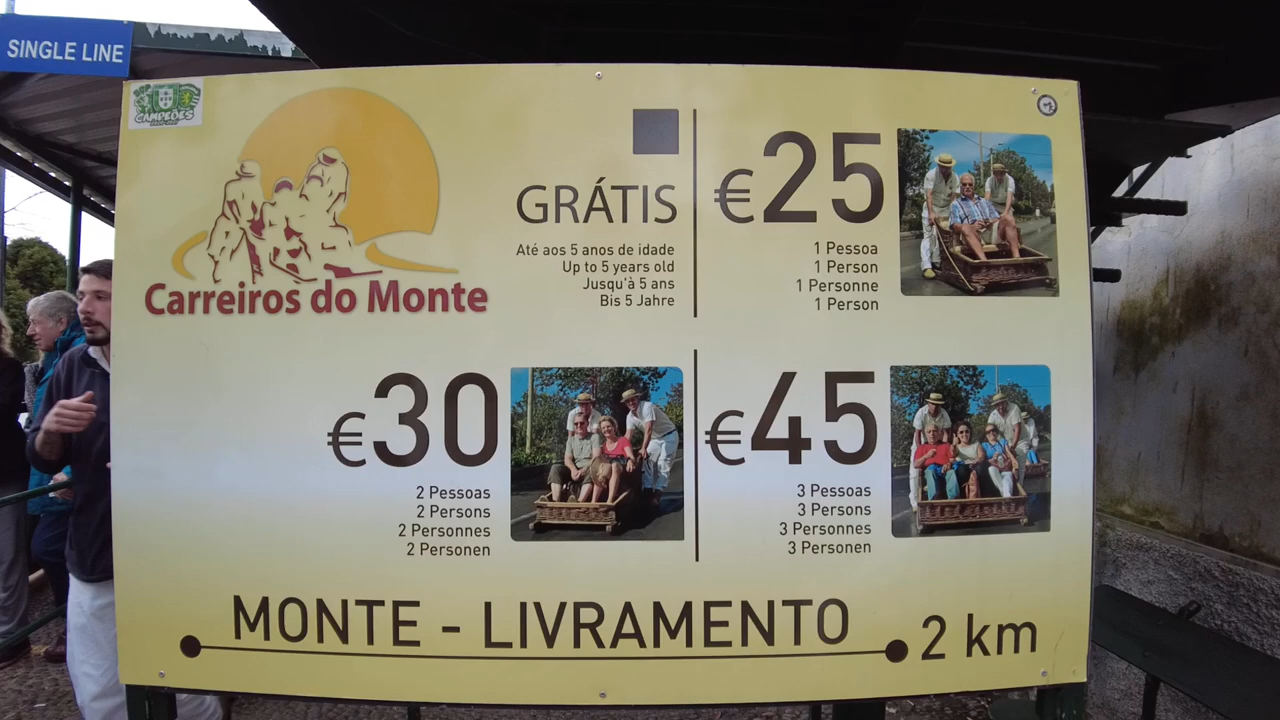 SINGLE LINE
CAMPEÕES
Carreiros do Monte
GRÁTIS
Até aos 5 anos de idade
Up to 5 years old
Jusqu'à 5 ans
Bis 5 Jahre
€25
1 Pessoa
1 Person
1 Personne
1 Person
€30
2 Pessoas
2 Persons
2 Personnes
2 Personen
€45
3 Pessoas
3 Persons
3 Personnes
3 Personen
MONTE - LIVRAMENTO 2 km